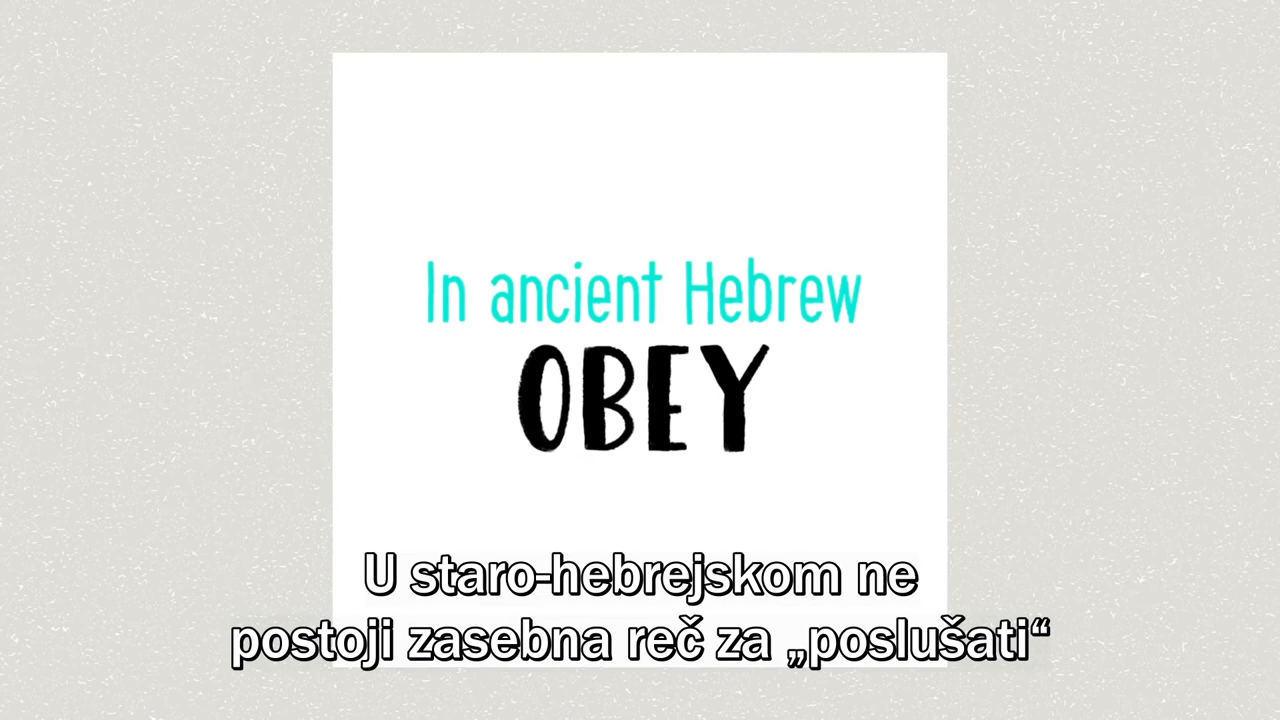 In ancient Hebrew
OBEY
U staro-hebrejskom ne
postoji zasebna reč za „poslušati“